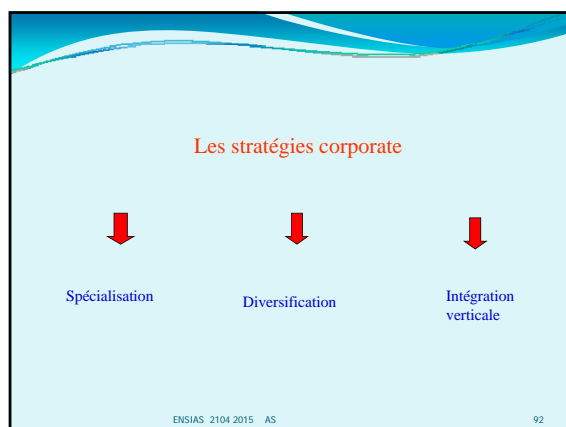 Les stratégies corporate
Spécialisation
Diversification
Intégration
verticale
ENSIAS 2104 2015 AS
92